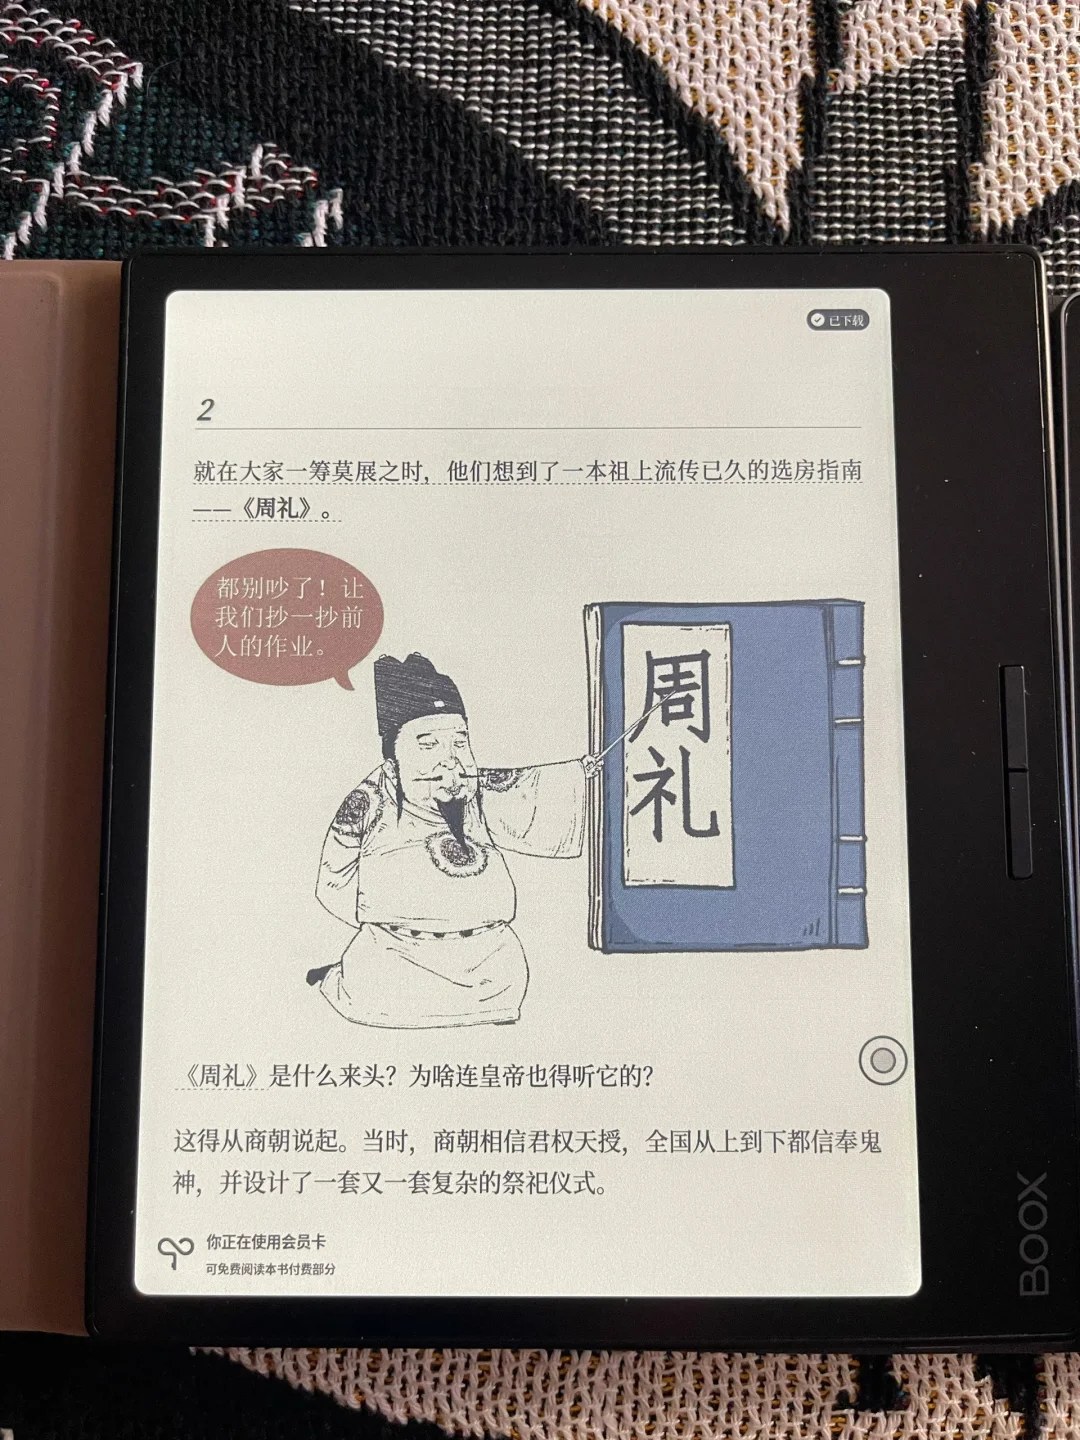 已下载
2
就在大家一筹莫展之时，他们想到了一本祖上流传已久的选房指南
——《周礼》。
都别吵了！让
我们抄一抄前
人的作业。
周
礼
《周礼》是什么来头？为啥连皇帝也得听它的？
这得从商朝说起。当时，商朝相信君权天授，全国从上到下都信奉鬼
神，并设计了一套又一套复杂的祭祀仪式。
你正在使用会员卡
可免费阅读本书付费部分
BOOX